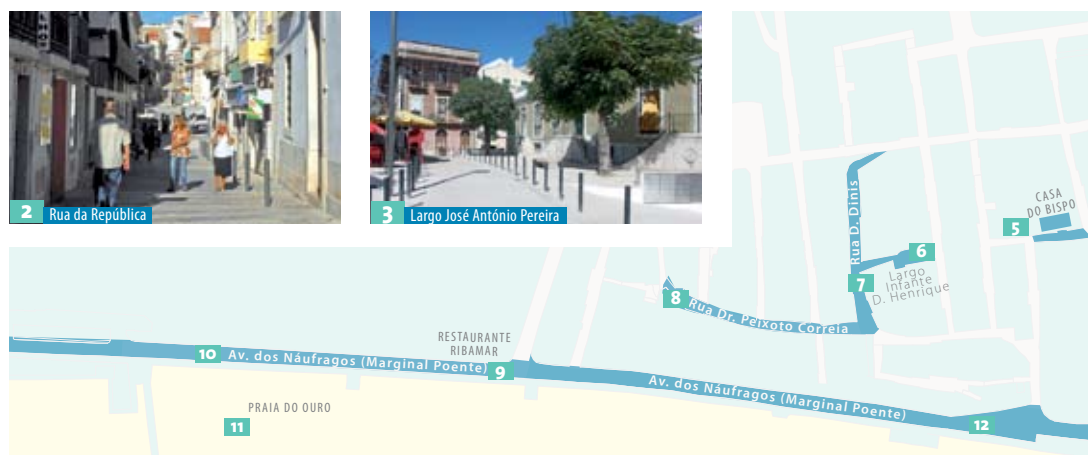 2 Rua da República
3 Largo José António Pereira
CASA
DO BISPO
5
Rua D. Dinis
6
Largo
Infante
D. Henrique
7
8
Rua Dr. Peixoto Correia
RESTAURANTE
RIBAMAR
10
Av. dos Náufragos (Marginal Poente)
9
Av. dos Náufragos (Marginal Poente)
PRAIA DO OURO
11
12